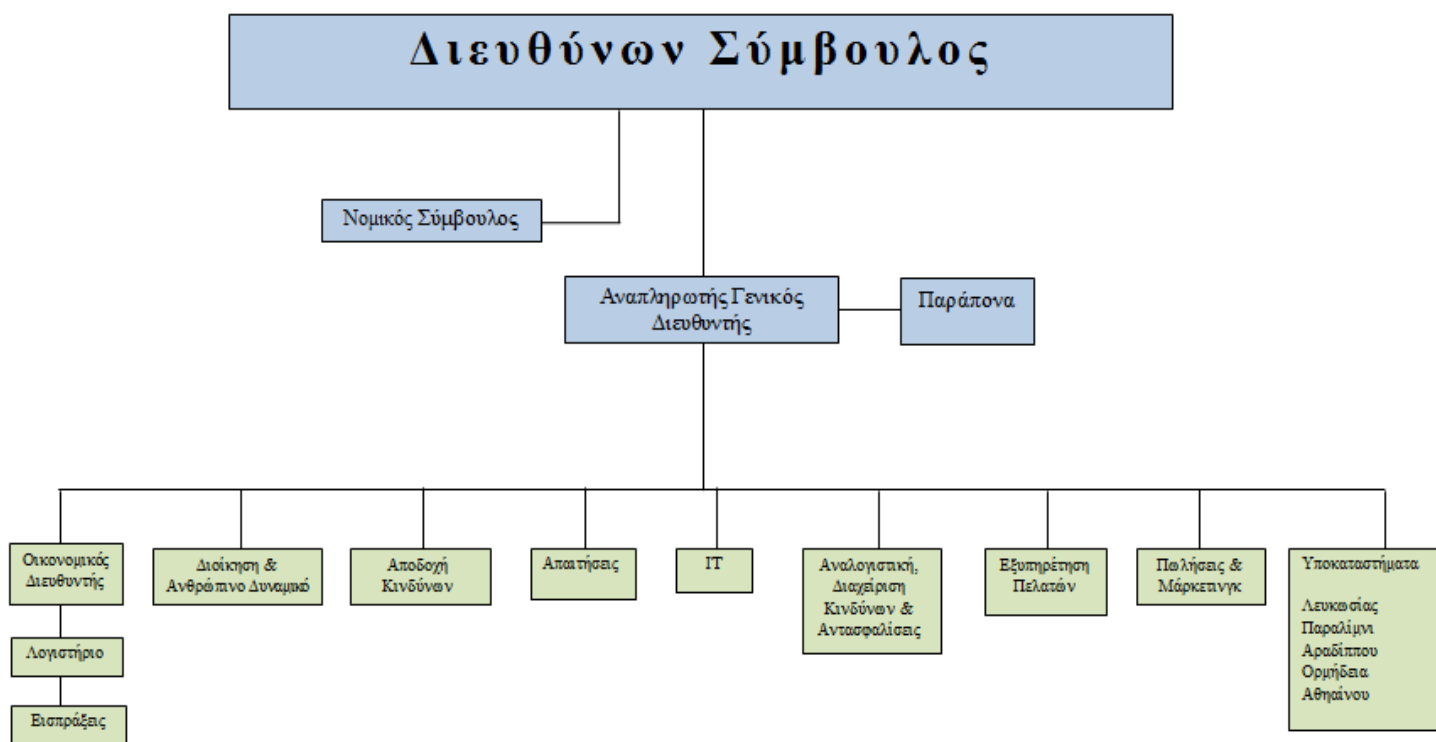 Διευθύνων Σύμβουλος
Νομικός Σύμβουλος
Αναπληρωτής Γενικός
Διευθυντής
Παράπονα
Οικονομικός
Διευθυντής
Λογιστήριο
Εισπράξεις
Διοίκηση &
Ανθρώπινο Δυναμικό
Αποδοχή
Κινδύνων
Απαιτήσεις
IT
Αναλογιστική,
Διαχείριση
Κινδύνων &
Αντασφαλίσεις
Εξυπηρέτηση
Πελατών
Πωλήσεις &
Μάρκετινγκ
Υποκαταστήματα
Λευκωσίας
Παραλίμνι
Αραδίππου
Ορμήδεια
Αθηαίνου